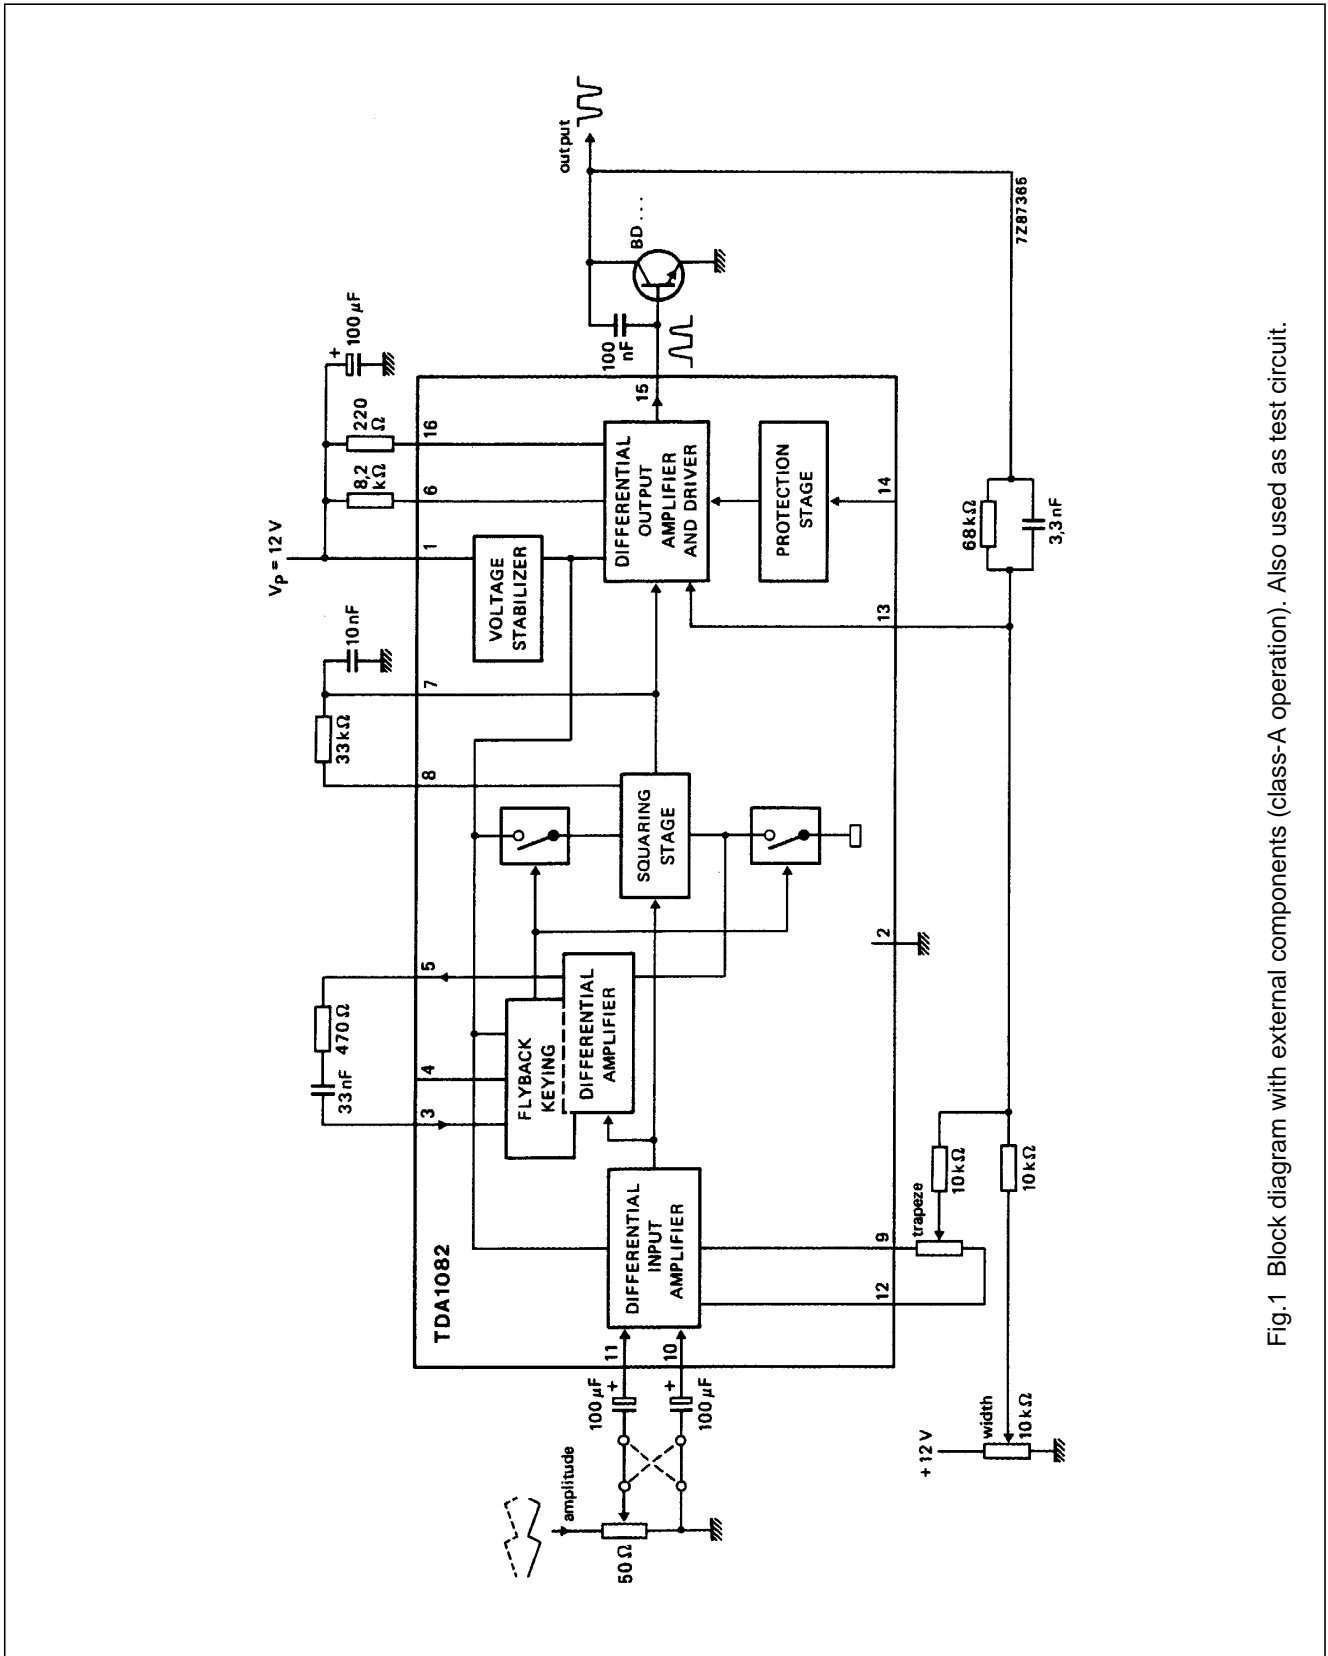 TDA1082
amplitude
50 Ω
100 µF
+
100 µF
+
11
10
DIFFERENTIAL
INPUT
AMPLIFIER
12
9
trapeze
10 kΩ
10 kΩ
+ 12 V
width
10 kΩ
33 nF
470 Ω
3
4
5
FLYBACK
KEYING
DIFFERENTIAL
AMPLIFIER
2
SQUARING
STAGE
8
7
33 kΩ
10 nF
VP = 12 V
1
6
16
8,2
kΩ
220
Ω
+
100 µF
VOLTAGE
STABILIZER
DIFFERENTIAL
OUTPUT
AMPLIFIER
AND DRIVER
PROTECTION
STAGE
13
14
15
100
nF
BD ....
output
68 kΩ
3,3 nF
7Z87365
Fig.1 Block diagram with external components (class-A operation). Also used as test circuit.